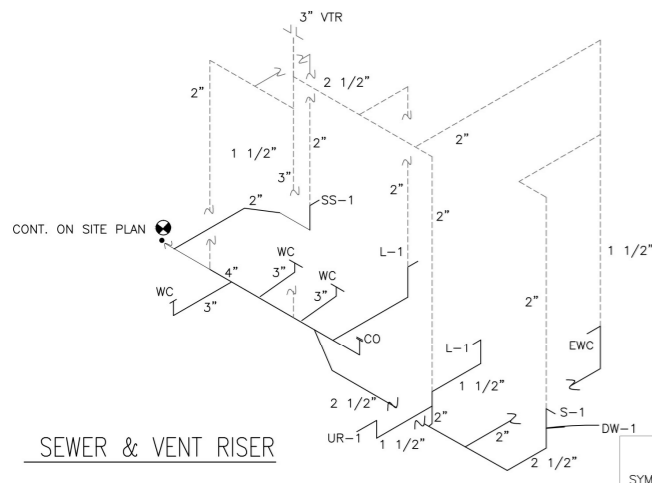 3" VTR
2 1/2"
2"
2"
1 1/2"
2"
3"
2"
2"
2"
SS-1
CONT. ON SITE PLAN
WC
L-1
1 1/2"
4"
3"
WC
2"
WC
3"
3"
CO
EWC
L-1
1 1/2"
2 1/2"
S-1
2"
DW-1
UR-1
1 1/2"
2"
2 1/2"
SEWER & VENT RISER
SYM